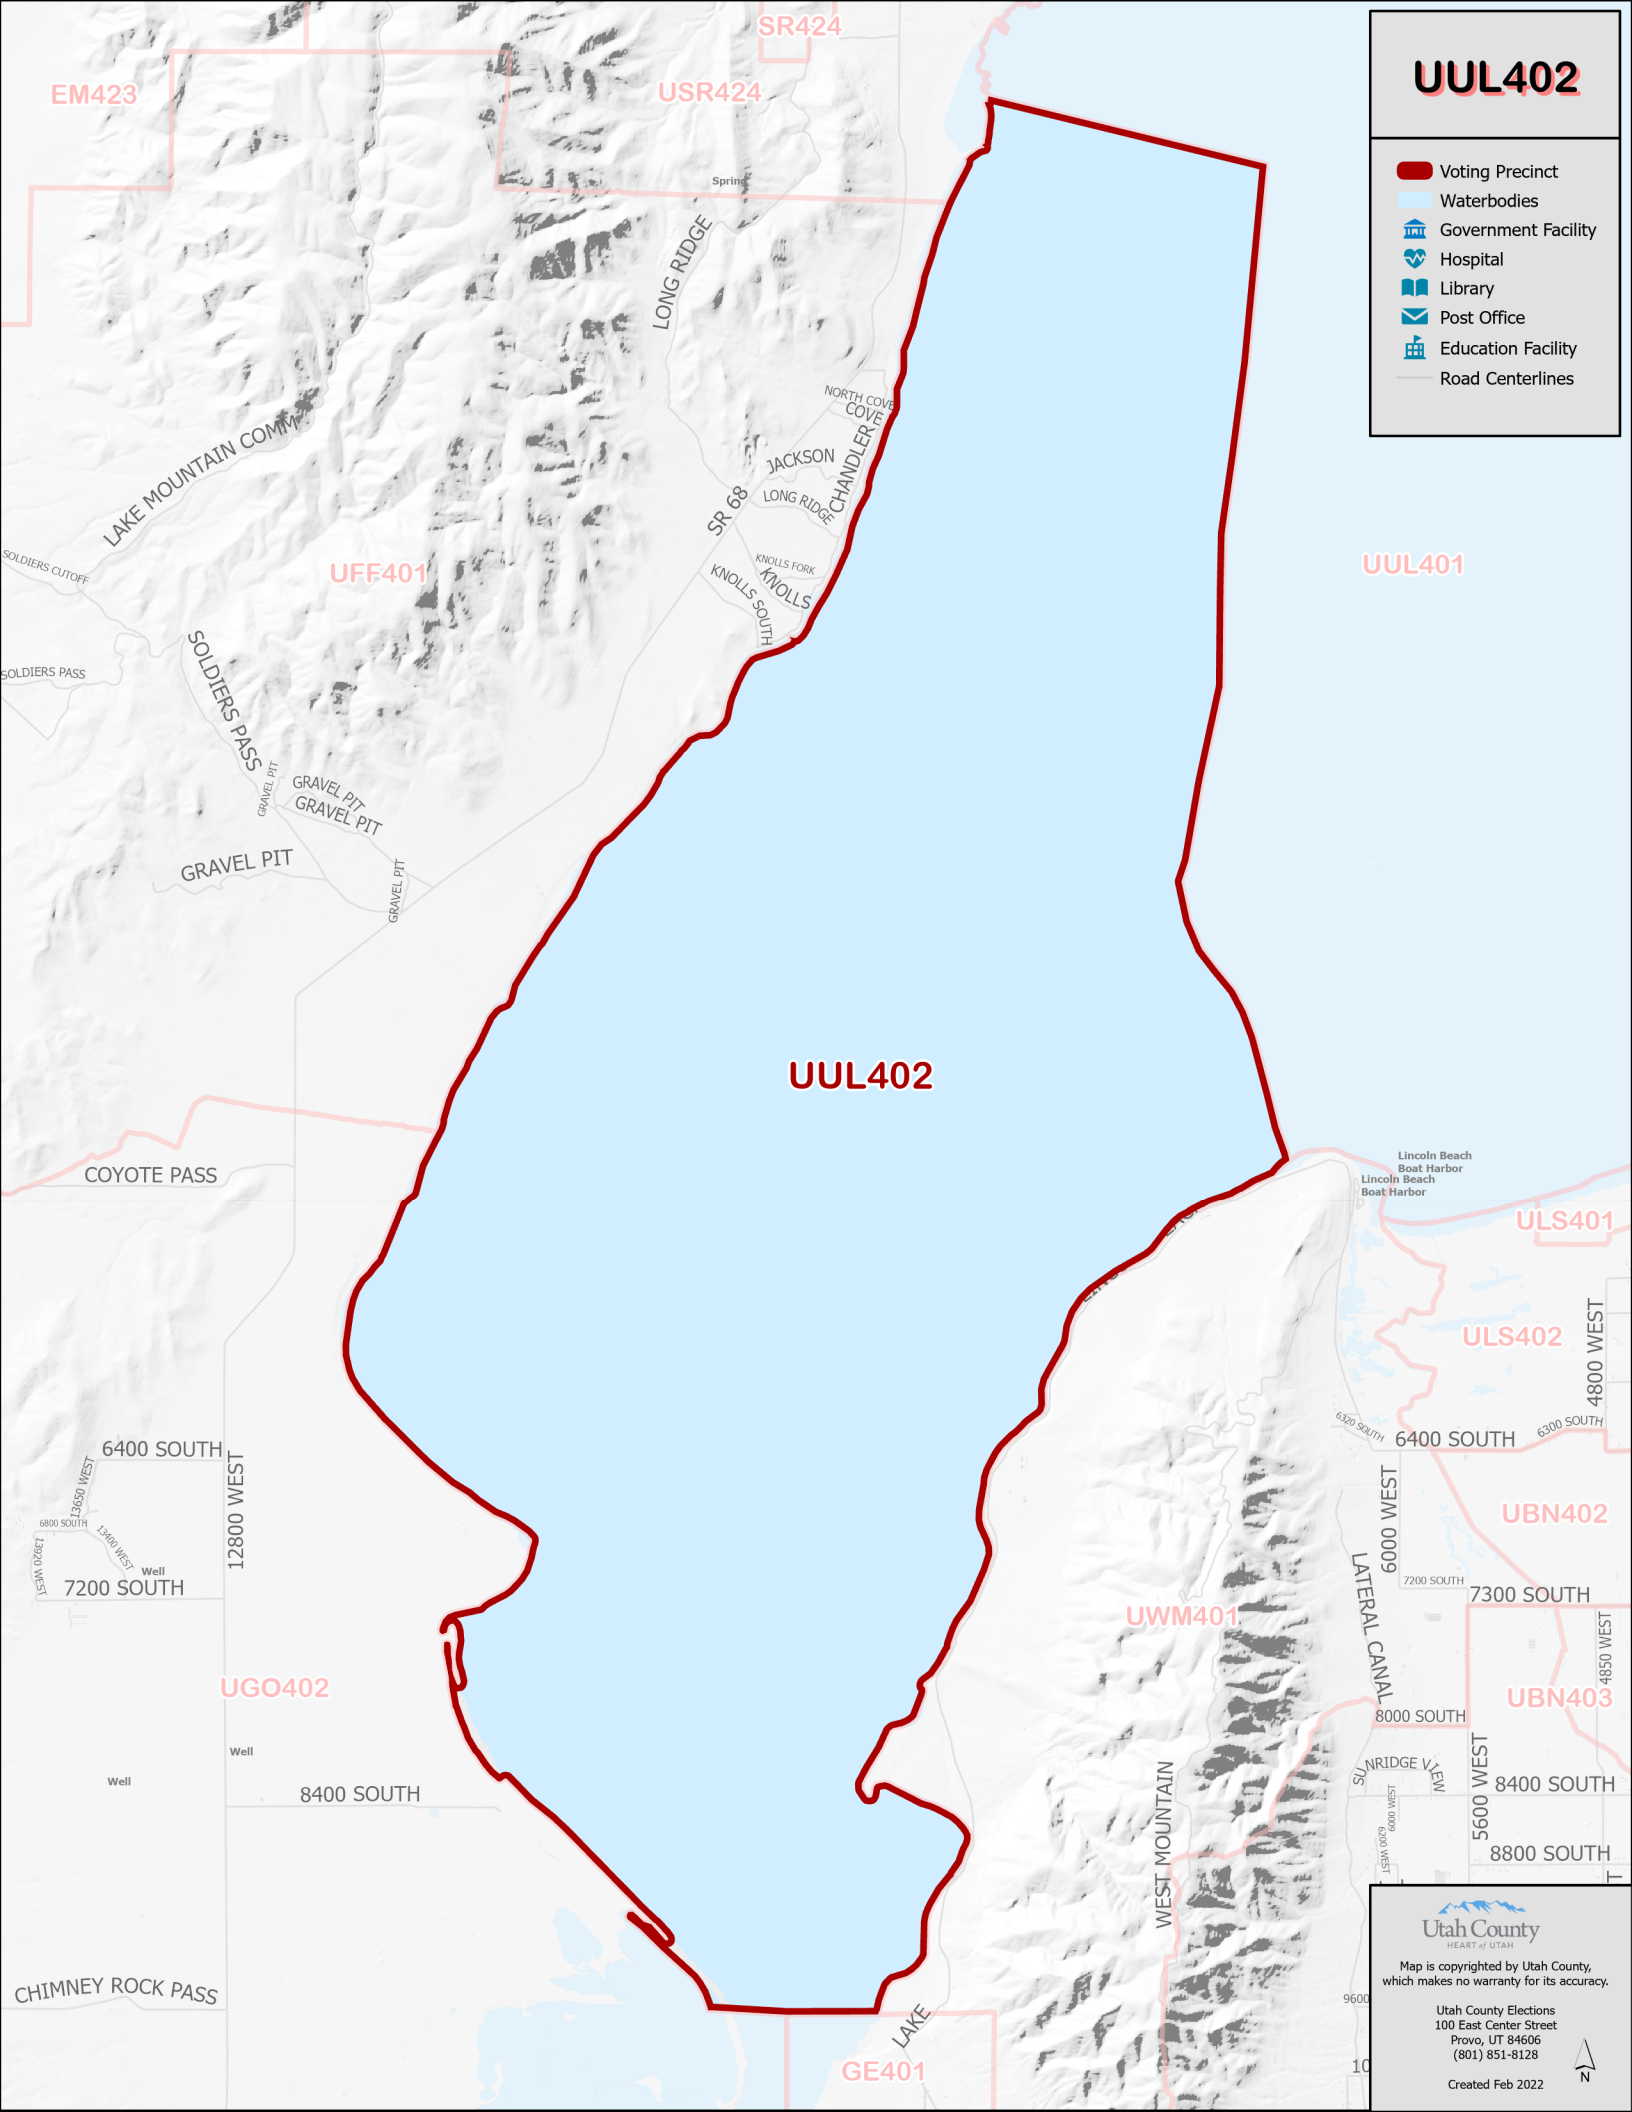 SR424
EM423
USR424
UUL402
Voting Precinct
Waterbodies
Government Facility
Hospital
Library
Post Office
Education Facility
Road Centerlines
Spring
LONG RIDGE
NORTH COVE
COVE
CHANDLER
JACKSON
LONG RIDGE
SR 68
LAKE MOUNTAIN COMM
SOLDIERS CUTOFF
UFF401
UUL401
KNOLLS FORK
KNOLLS
KNOLLS SOUTH
SOLDIERS PASS
SOLDIERS PASS
GRAVEL PIT
GRAVEL PIT
GRAVEL PIT
GRAVEL PIT
GRAVEL PIT
UUL402
COYOTE PASS
Lincoln Beach
Boat Harbor
Lincoln Beach
Boat Harbor
ULS401
ULS402
4800 WEST
6320 SOUTH
6300 SOUTH
6400 SOUTH
6400 SOUTH
13650 WEST
12800 WEST
6800 SOUTH
13400 WEST
13920 WEST
Well
7200 SOUTH
6000 WEST
UBN402
LATERAL CANAL
7200 SOUTH
7300 SOUTH
UWM401
4850 WEST
UGO402
UBN403
8000 SOUTH
Well
Well
8400 SOUTH
SUNRIDGE VIEW
5600 WEST
8400 SOUTH
6000 WEST
6200 WEST
8800 SOUTH
WEST MOUNTAIN
CHIMNEY ROCK PASS
LAKE
GE401
9600
10
Utah County
HEART of UTAH
Map is copyrighted by Utah County,
which makes no warranty for its accuracy.
Utah County Elections
100 East Center Street
Provo, UT 84606
(801) 851-8128
Created Feb 2022
N